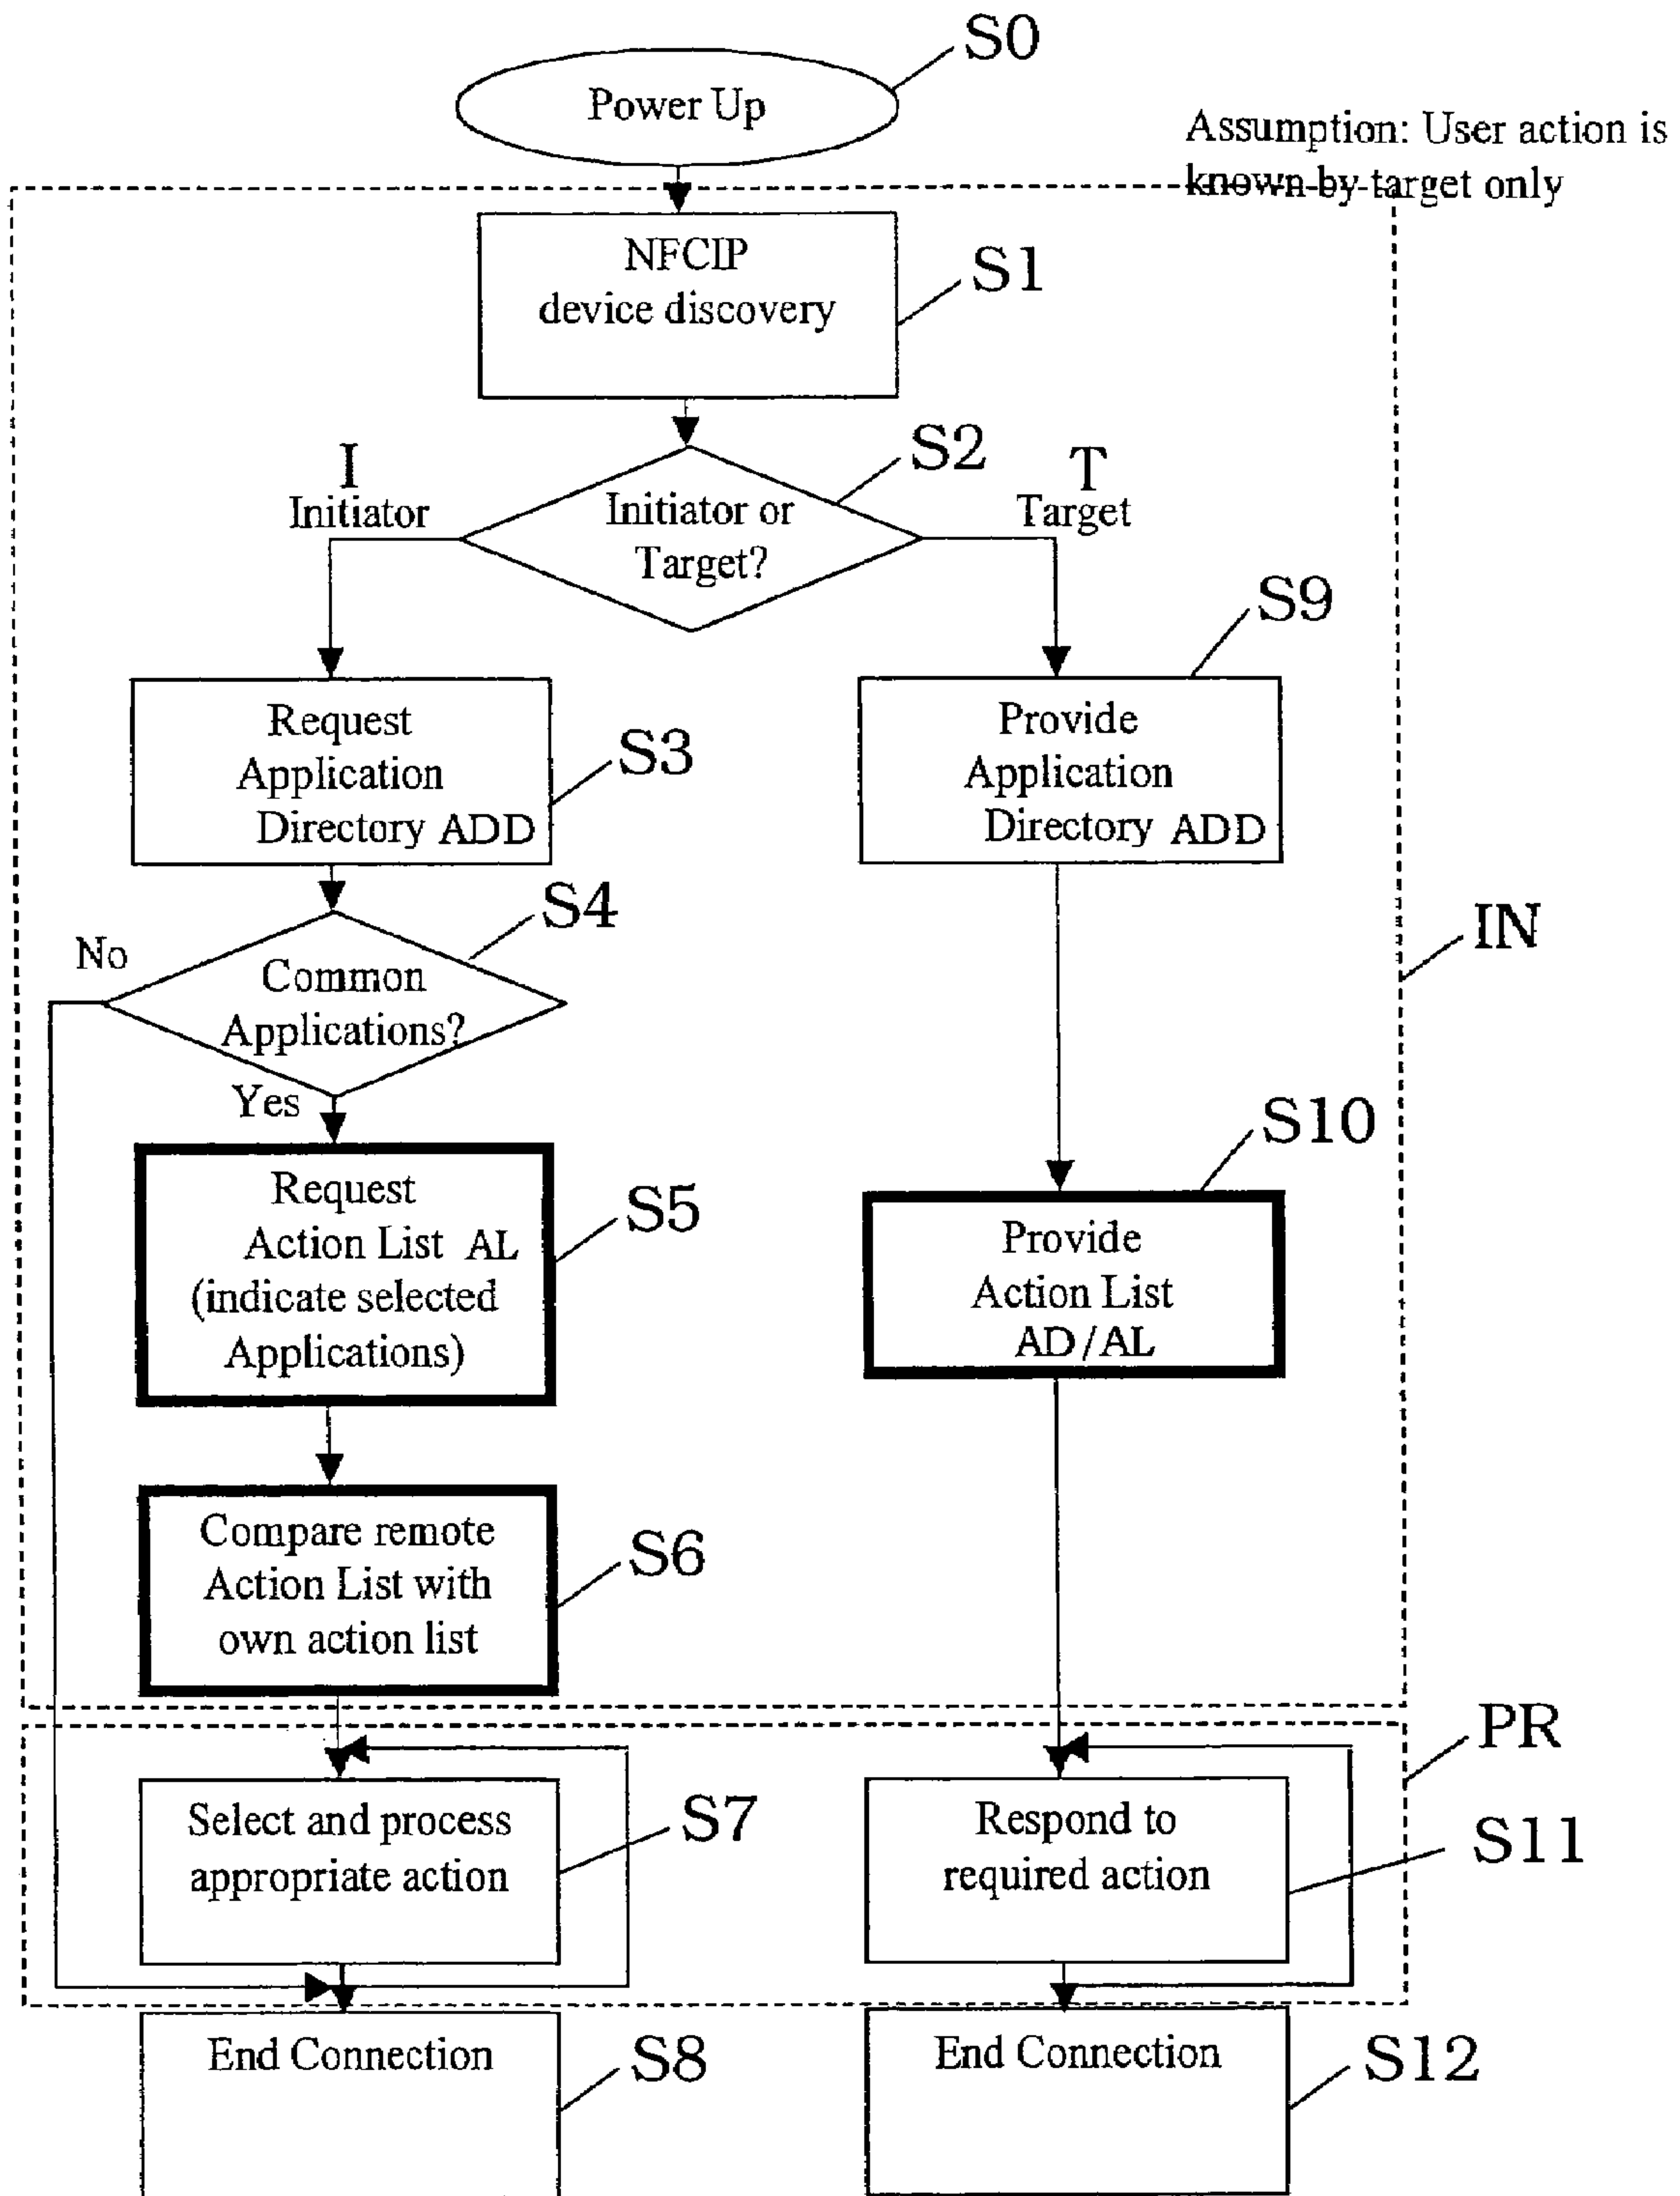 S0
Power Up
Assumption: User action is
known by target only
NFCIP
device discovery
S1
S2
I
Initiator
Initiator or
Target?
T
Target
S9
Request
Application
Directory ADD
S3
Provide
Application
Directory ADD
S4
No
Common
Applications?
IN
Yes
S10
Request
Action List AL
(indicate selected
Applications)
S5
Provide
Action List
AD/AL
Compare remote
Action List with
own action list
S6
PR
Select and process
appropriate action
S7
Respond to
required action
S11
End Connection
S8
End Connection
S12